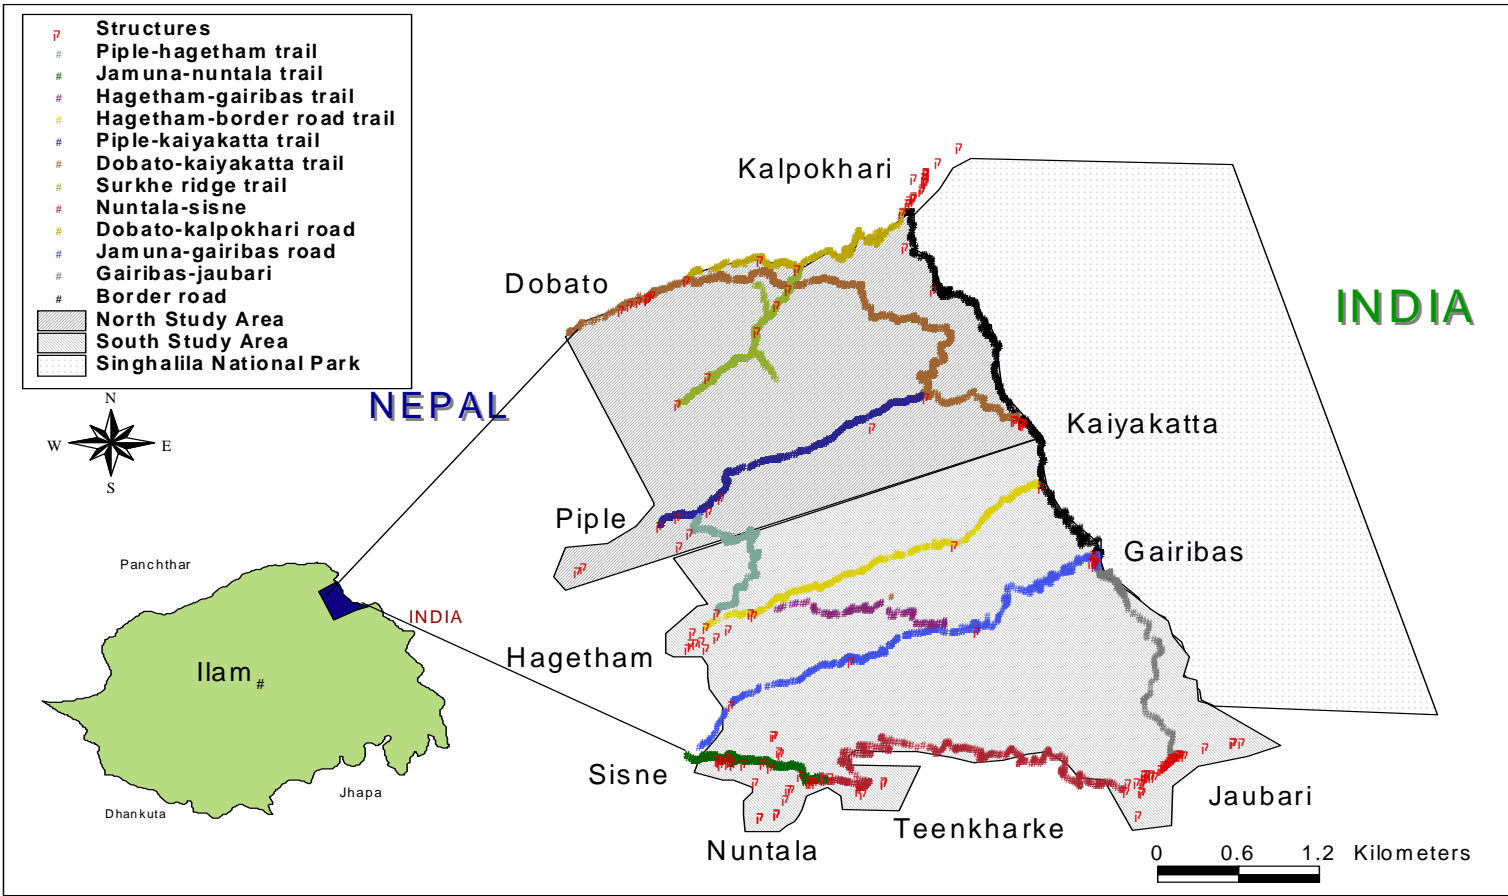 Structures
# Piple-hagetham trail
# Jamuna-nuntala trail
# Hagetham-gairibas trail
# Hagetham-border road trail
# Piple-kaiyakatta trail
# Dobato-kaiyakatta trail
# Surkhe ridge trail
# Nuntala-sisne
# Dobato-kalpokhari road
# Jamuna-gairibas road
# Gairibas-jaubari
# Border road
North Study Area
South Study Area
Singhalila National Park
N
W E
S
Kalpokhari
Dobato
INDIA
NEPAL
Kaiyakatta
Piple
Gairibas
Panchthar
INDIA
Hagetham
Ilam #
Sisne
Jaubari
Jhapa
Dhankuta
Teenkharke
Nuntala
0 0.6 1.2 Kilometers